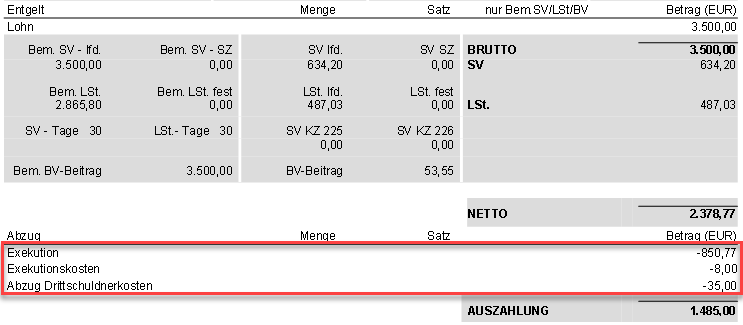 Entgelt Menge Satz nur Bem.SV/LSt/BV Betrag (EUR)
Lohn 3.500,00
Bem. SV - lfd. Bem. SV - SZ SV lfd. SV SZ BRUTTO 3.500,00
3.500,00 0,00 634,20 0,00 SV 634,20
Bem. LSt. Bem. LSt. fest LSt. lfd. LSt. fest
2.865,80 0,00 487,03 0,00 LSt. 487,03
SV - Tage 30 LSt.- Tage 30 SV KZ 225 SV KZ 226
0,00 0,00
Bem. BV-Beitrag 3.500,00 BV-Beitrag 53,55
NETTO 2.378,77
Abzug Menge Satz Betrag (EUR)
Exekution -850,77
Exekutionskosten -8,00
Abzug Drittschuldnerkosten -35,00
AUSZAHLUNG 1.485,00